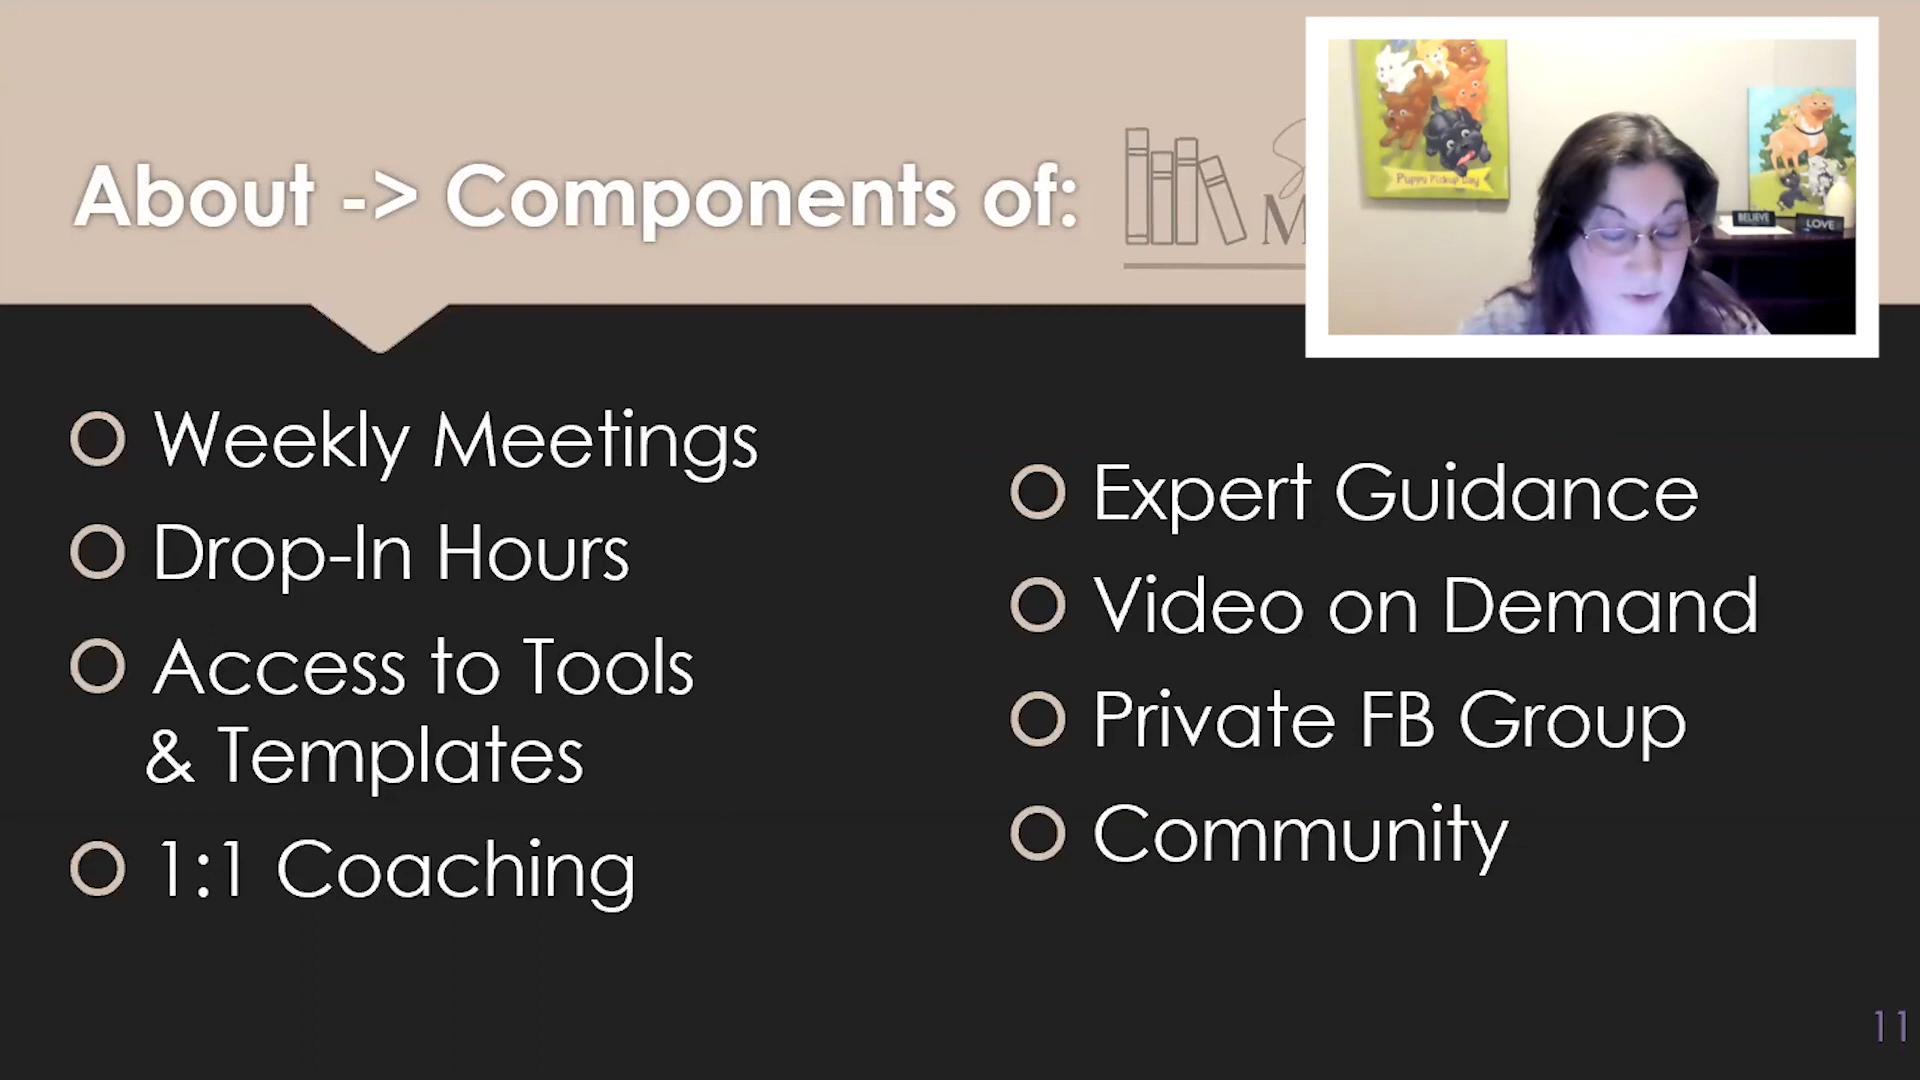 About -> Components of:
Puppy Pickup Day
BELIEVE
LOVE
Weekly Meetings
Drop-In Hours
Access to Tools
& Templates
1:1 Coaching
Expert Guidance
Video on Demand
Private FB Group
Community
11